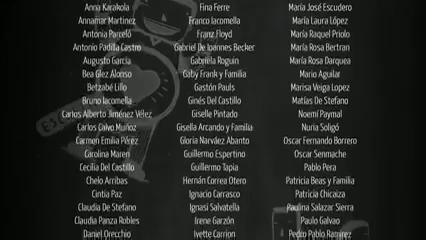 Anna Karakola
Annamar Martinez
Antonia Parceló
Antonio Padilla Castro
Augusto Garcia
Bea Glez Alonso
Betzabé Lillo
Bruno Iacomella
Carlos Alberto Jiménez Vélez
Carlos Calvo Muñoz
Carmen Emilia Pérez
Carolina Maren
Cecilia Del Castillo
Chelo Arribas
Cintia Paz
Claudia De Stefano
Claudia Panza Robles
Daniel Orecchio
Fina Ferre
Franco Iacomella
Franz Floyd
Gabriel De Ioannes Becker
Gabriela Roguin
Gaby Frank y Familia
Gastón Pauls
Ginés Del Castillo
Giselle Pintado
Gisella Arcando y Familia
Gloria Narváez Abanto
Guillermo Espertino
Guillermo Tapia
Hernán Correa Otero
Ignacio Carrasco
Ignasi Salvatella
Irene Garzón
Ivette Carrion
María José Escudero
María Laura López
María Raquel Priolo
María Rosa Bertran
María Rosa Darquea
Mario Aguilar
Marisa Veiga Lopez
Matías De Stefano
Noemí Paymal
Nuria Soligó
Oscar Fernando Borrero
Oscar Senmache
Pablo Pera
Patricia Beas y Familia
Patricia Chicaiza
Paulina Salazar Sierra
Paulo Galvao
Pedro Pablo Ramírez